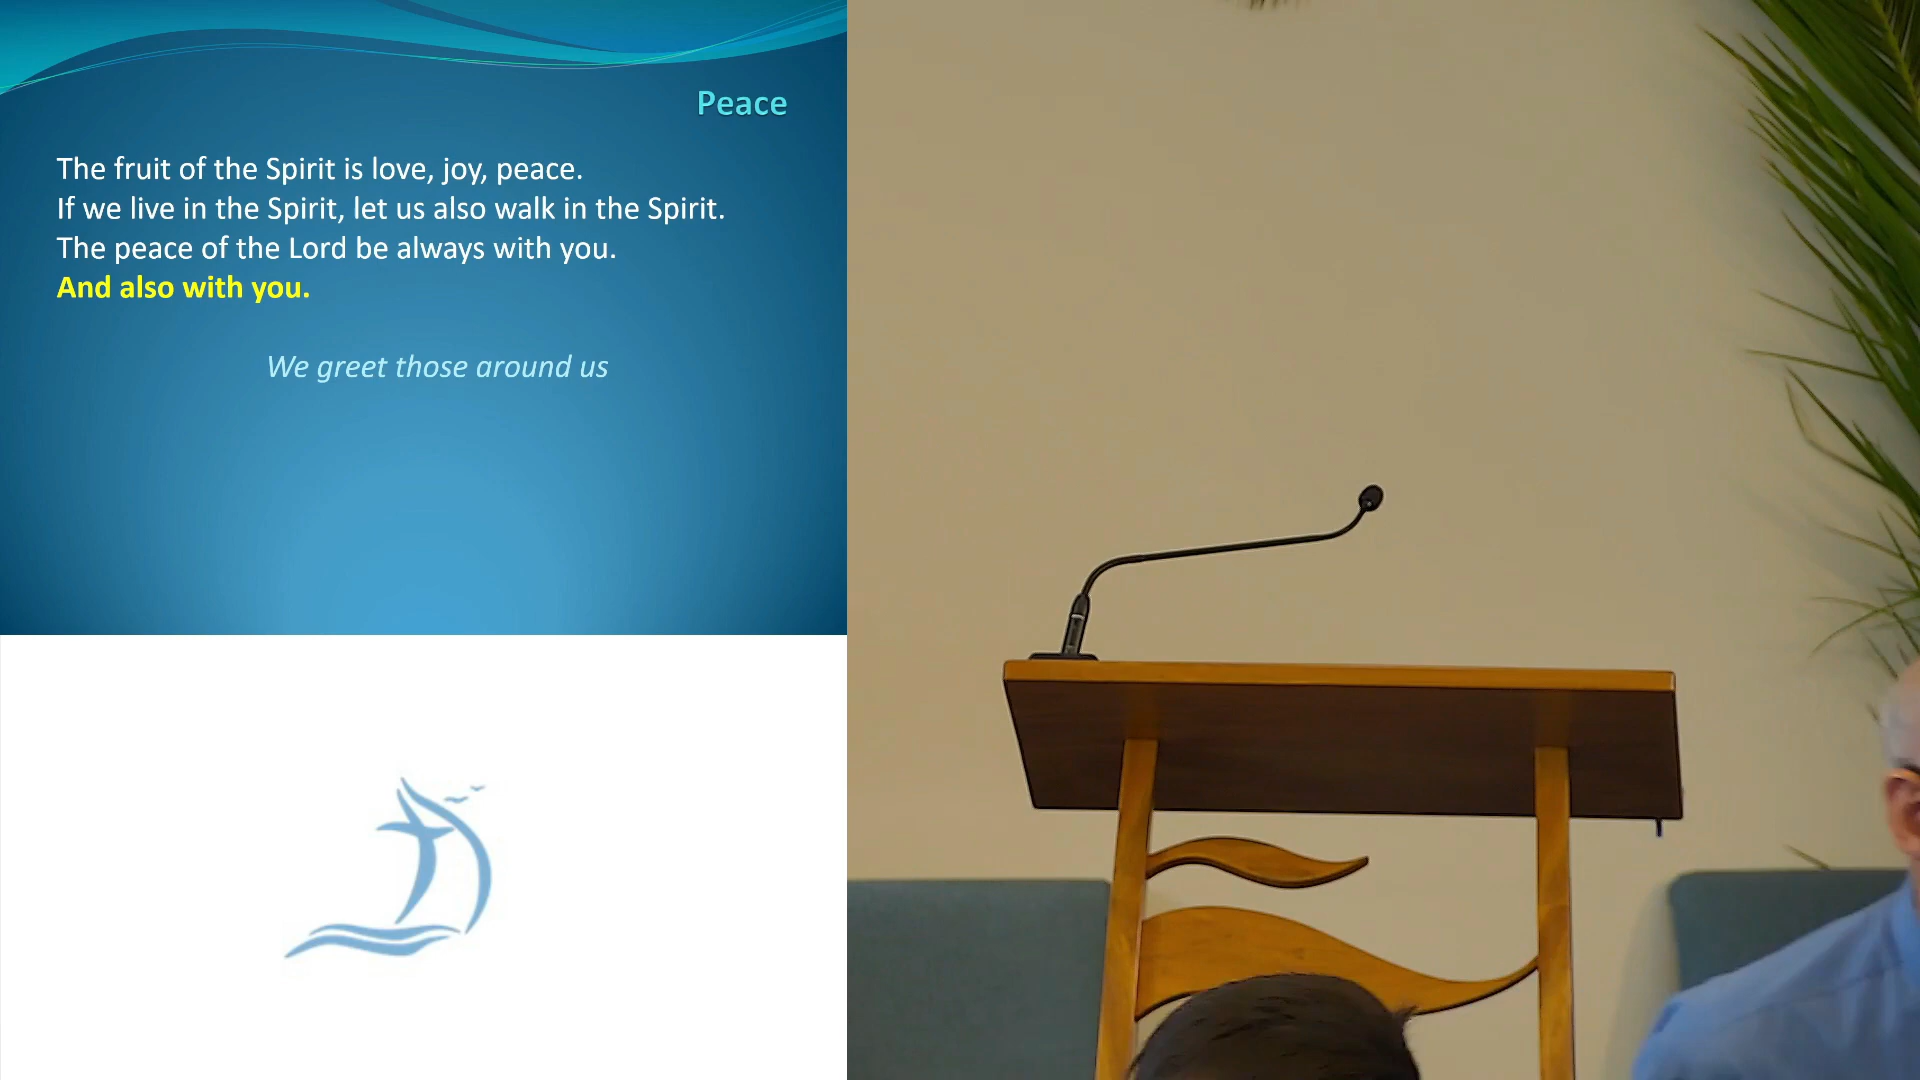 Peace
The fruit of the Spirit is love, joy, peace.
If we live in the Spirit, let us also walk in the Spirit.
The peace of the Lord be always with you.
And also with you.
We greet those around us